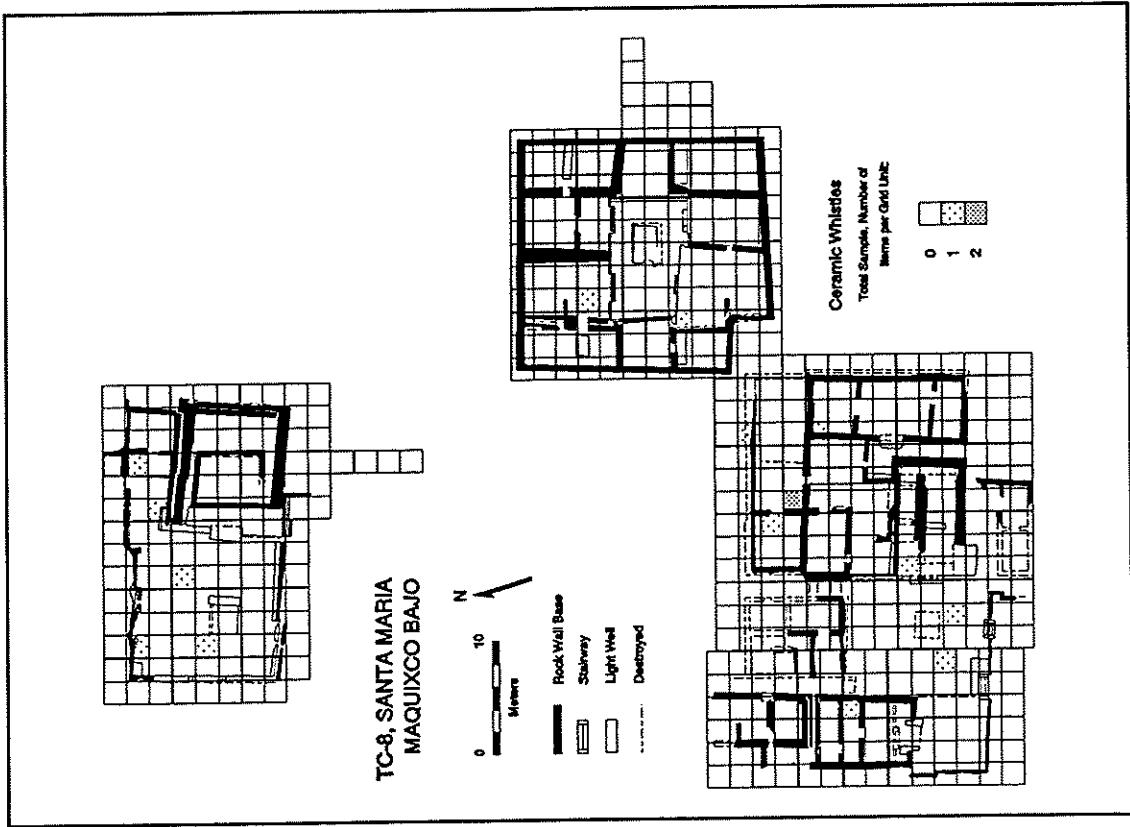 TC-8, SANTA MARIA
MAQUIXCO BAJO
N
0 10
Meters
Rock Wall Base
Stairway
Light Well
Destroyed
Ceramic Whistles
Total Sample, Number of
Items per Grid Unit:
0
1
2